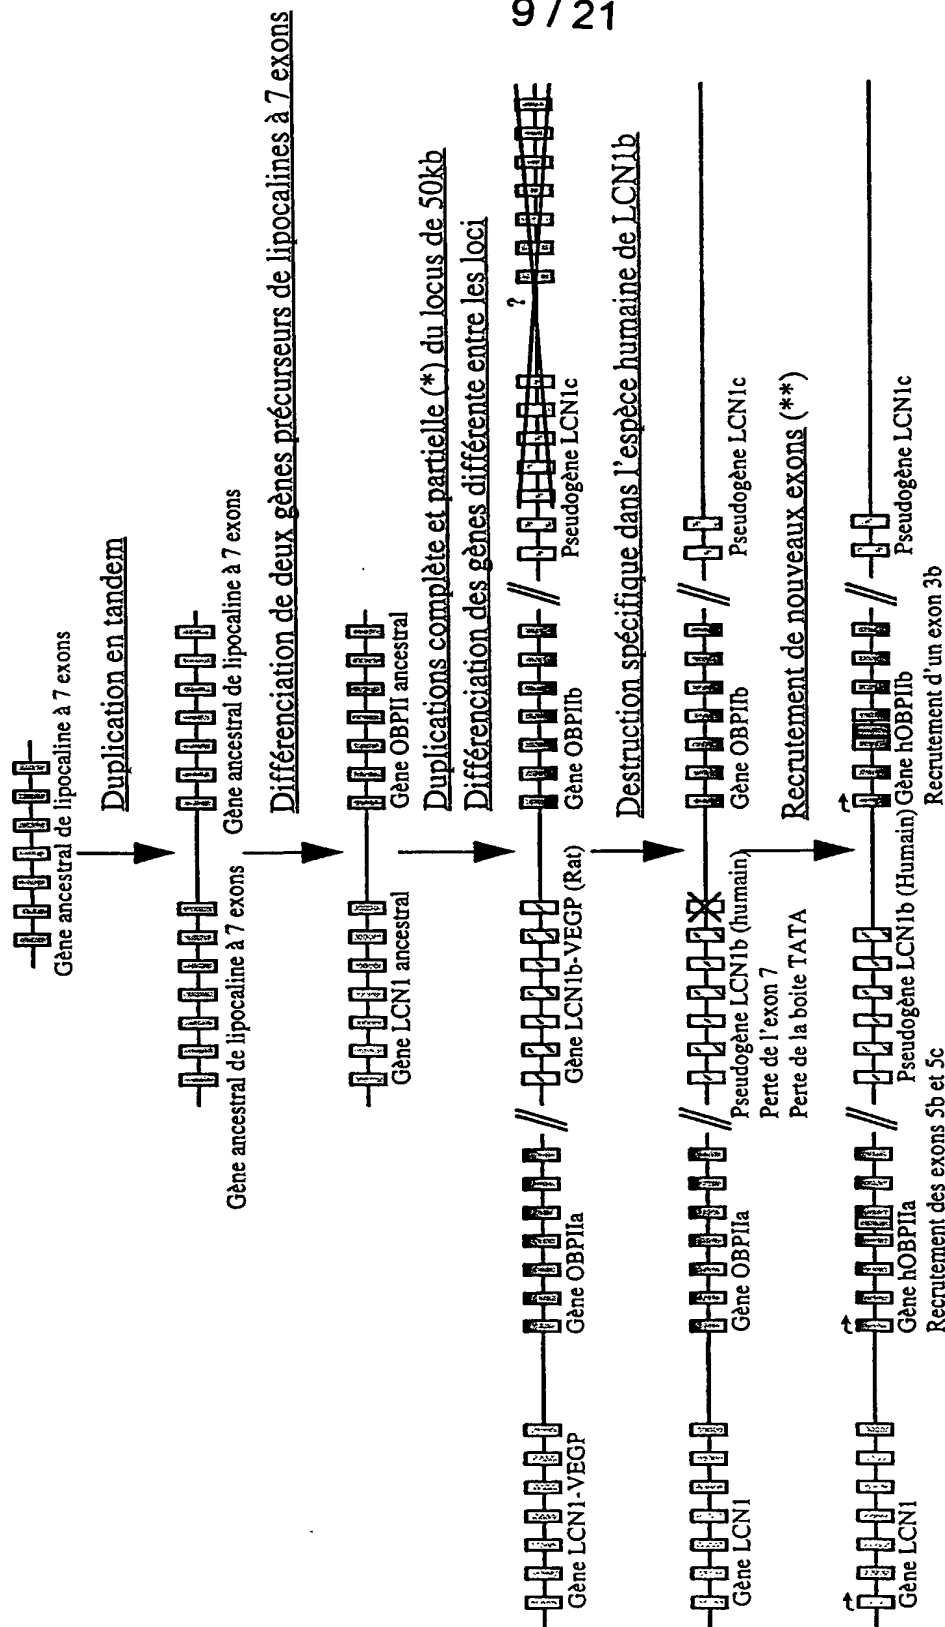 9 / 21
Gène ancestral de lipocaline à 7 exons
Duplication en tandem
Gène ancestral de lipocaline à 7 exons
Gène ancestral de lipocaline à 7 exons
Différenciation de deux gènes précurseurs de lipocalines à 7 exons
Gène LCN1 ancestral
Gène OBPII ancestral
Duplications complète et partielle (*) du locus de 50kb
Différenciation des gènes différente entre les loci
?
Gène LCN1-VEGP
Gène OBPIIa
Gène LCN1b-VEGP (Rat)
Gène OBPIIb
Pseudogène LCN1c
Destruction spécifique dans l'espèce humaine de LCN1b
Gène LCN1
Gène OBPIIa
Pseudogène LCN1b (humain)
Perte de l'exon 7
Perte de la boite TATA
Gène OBPIIb
Pseudogène LCN1c
Recrutement de nouveaux exons (**)
t
t
t
Gène LCN1
Gène hOBPIIa
Recrutement des exons 5b et 5c
Pseudogène LCN1b (Humain)
Gène hOBPIIb
Recrutement d'un exon 3b
Pseudogène LCN1c